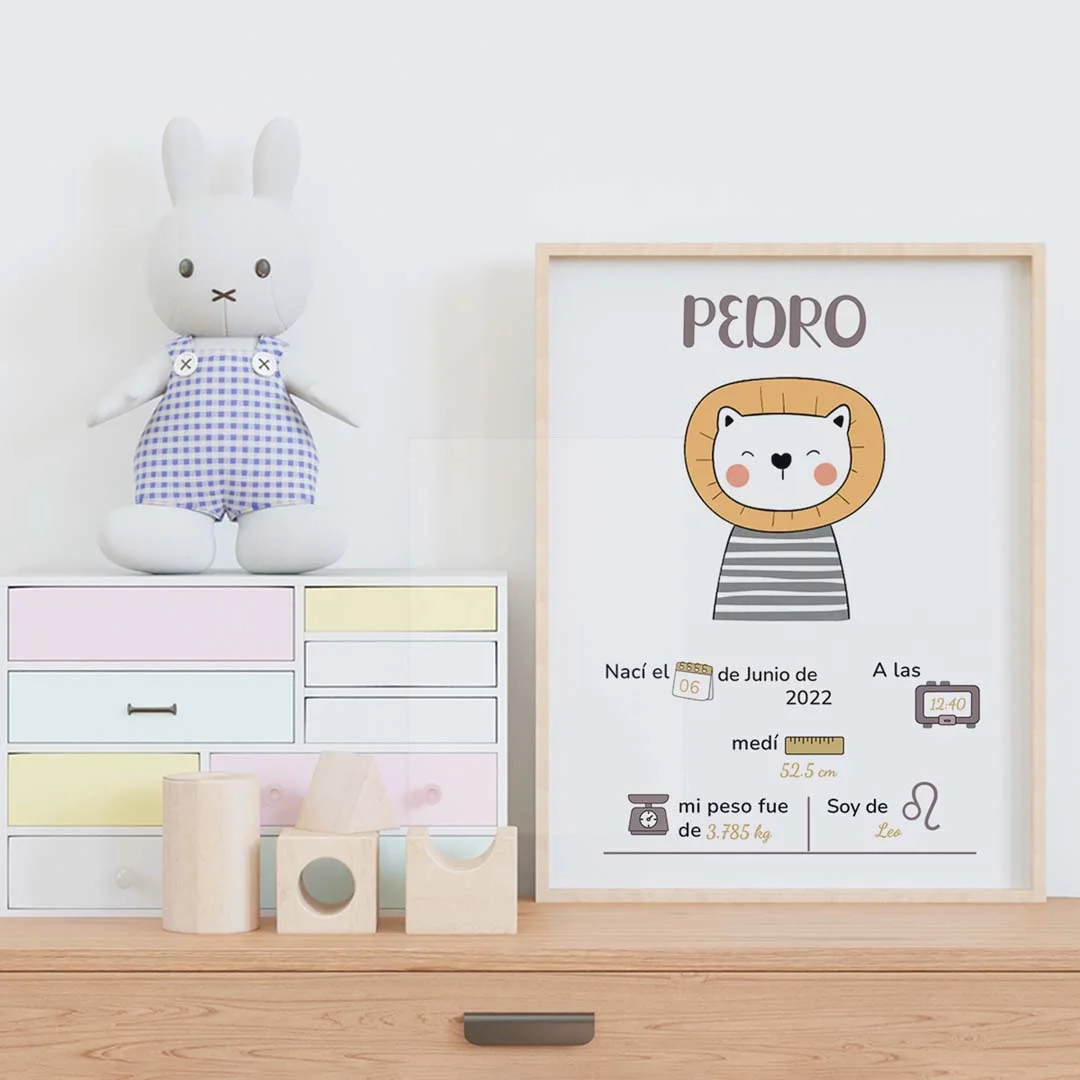 PEDRO
Nací el 06 de Junio de 2022
A las 12:40
medí
52.5 cm
mi peso fue
de 3.785 kg
Soy de
Leo